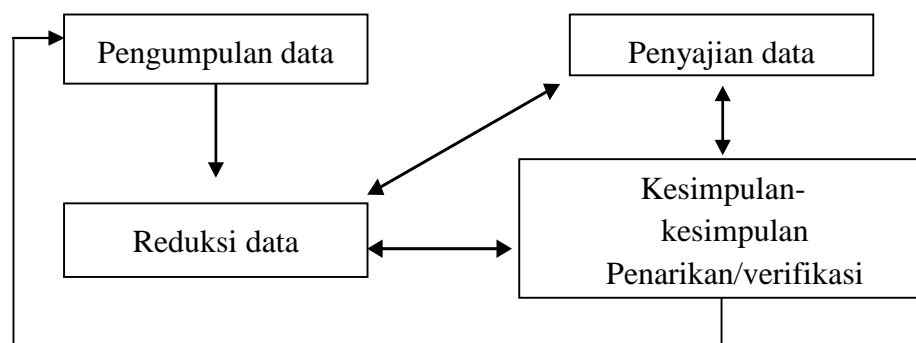 Pengumpulan data
Penyajian data
Reduksi data
Kesimpulan-
kesimpulan
Penarikan/verifikasi